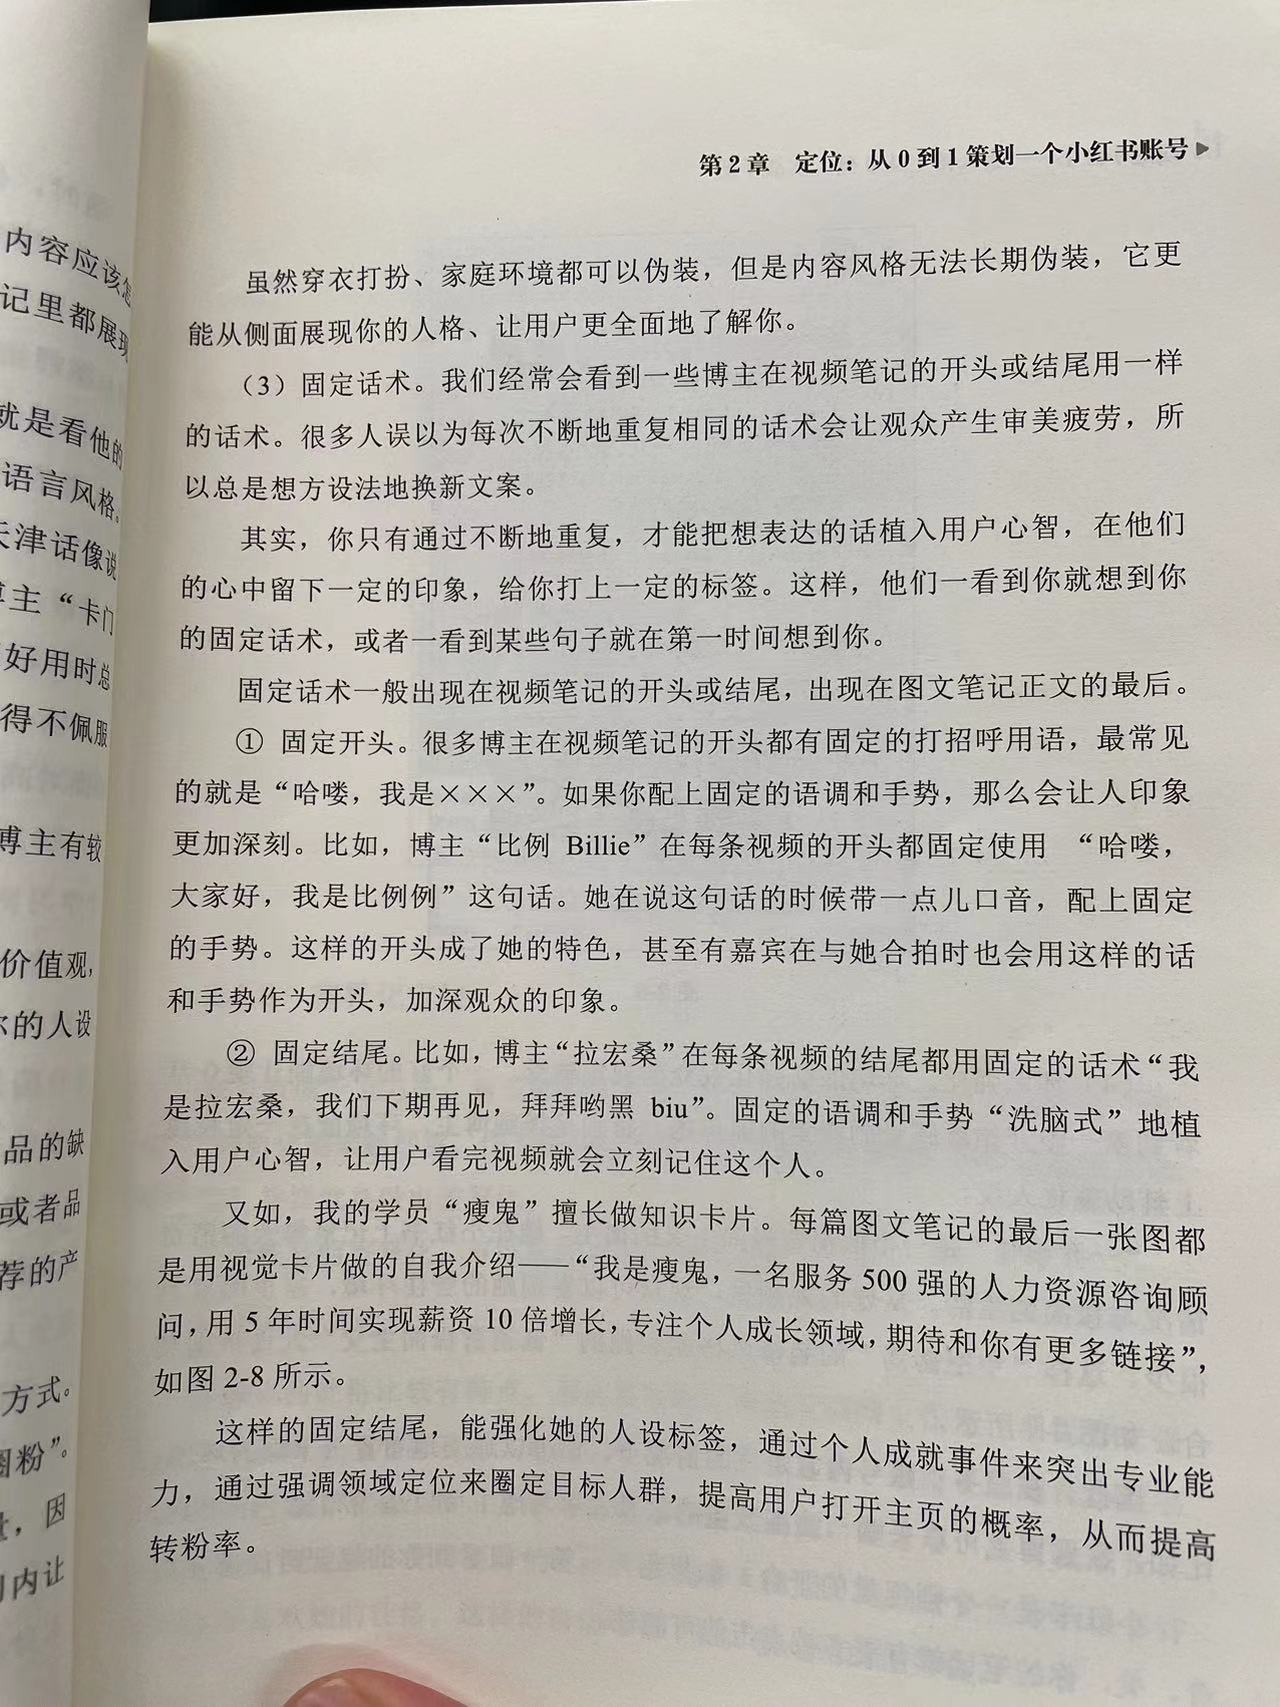 第2章 定位：从0到1策划一个小红书账号
虽然穿衣打扮、家庭环境都可以伪装，但是内容风格无法长期伪装，它更
能从侧面展现你的人格、让用户更全面地了解你。
（3）固定话术。我们经常会看到一些博主在视频笔记的开头或结尾用一样
的话术。很多人误以为每次不断地重复相同的话术会让观众产生审美疲劳，所
以总是想方设法地换新文案。
其实，你只有通过不断地重复，才能把想表达的话植入用户心智，在他们
的心中留下一定的印象，给你打上一定的标签。这样，他们一看到你就想到你
的固定话术，或者一看到某些句子就在第一时间想到你。
固定话术一般出现在视频笔记的开头或结尾，出现在图文笔记正文的最后。
① 固定开头。很多博主在视频笔记的开头都有固定的打招呼用语，最常见
的就是“哈喽，我是×××”。如果你配上固定的语调和手势，那么会让人印象
更加深刻。比如，博主“比例 Billie”在每条视频的开头都固定使用 “哈喽，
大家好，我是比例例”这句话。她在说这句话的时候带一点儿口音，配上固定
的手势。这样的开头成了她的特色，甚至有嘉宾在与她合拍时也会用这样的话
和手势作为开头，加深观众的印象。
② 固定结尾。比如，博主“拉宏桑”在每条视频的结尾都用固定的话术“我
是拉宏桑，我们下期再见，拜拜哟黑 biu”。固定的语调和手势“洗脑式”地植
入用户心智，让用户看完视频就会立刻记住这个人。
又如，我的学员“瘦鬼”擅长做知识卡片。每篇图文笔记的最后一张图都
是用视觉卡片做的自我介绍——“我是瘦鬼，一名服务 500 强的人力资源咨询顾
问，用 5 年时间实现薪资 10 倍增长，专注个人成长领域，期待和你有更多链接”，
如图 2-8 所示。
这样的固定结尾，能强化她的人设标签，通过个人成就事件来突出专业能
力，通过强调领域定位来圈定目标人群，提高用户打开主页的概率，从而提高
转粉率。
内容应该怎
记里都展现
就是看他的
语言风格。
天津话像说
博主“卡门
好用时总
得不佩服
博主有较
价值观，
你的人设
品的缺
或者品
荐的产
方式。
圈粉”。
，因
内让